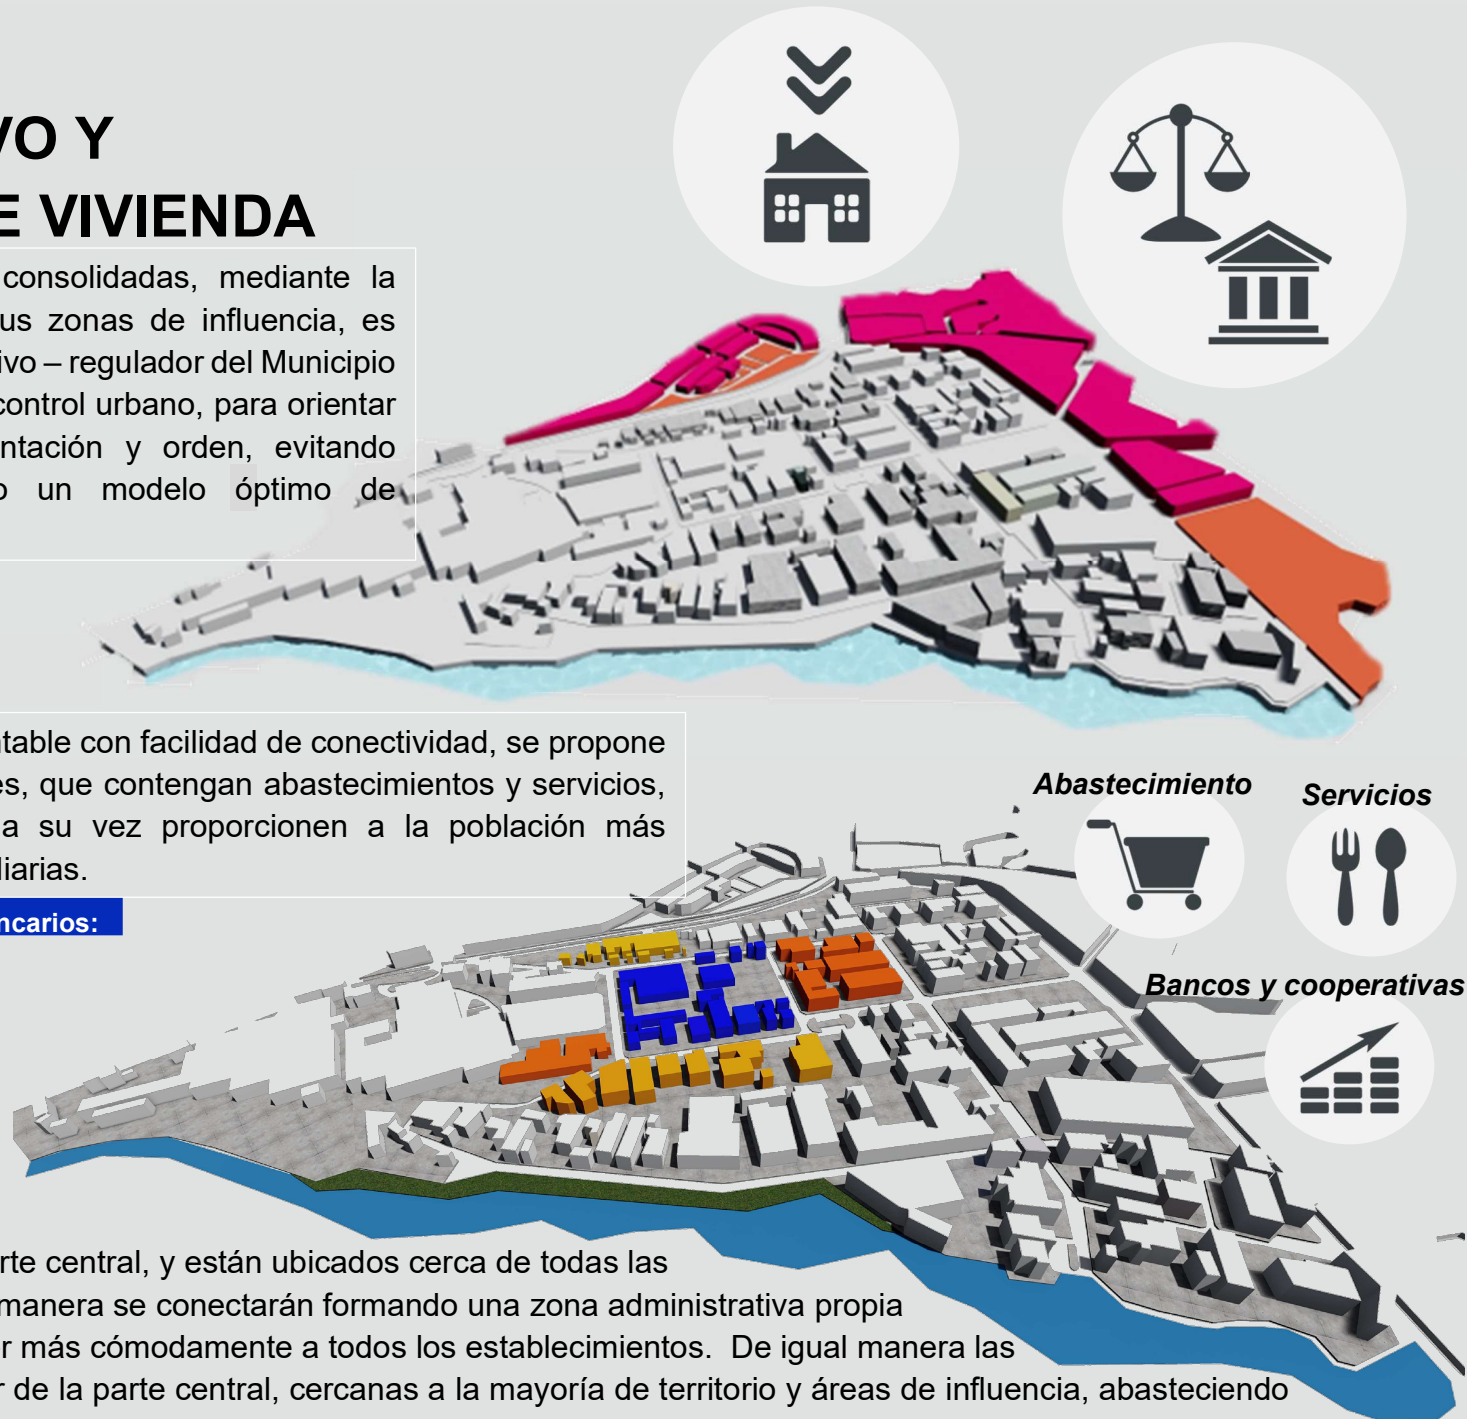 VO Y
E VIVIENDA
consolidadas, mediante la
us zonas de influencia, es
ivo – regulador del Municipio
control urbano, para orientar
ntación y orden, evitando
o un modelo óptimo de
ntable con facilidad de conectividad, se propone
es, que contengan abastecimientos y servicios,
a su vez proporcionen a la población más
liarias.
ncarios:
Abastecimiento
Servicios
Bancos y cooperativas
rte central, y están ubicados cerca de todas las
manera se conectarán formando una zona administrativa propia
r más cómodamente a todos los establecimientos. De igual manera las
r de la parte central, cercanas a la mayoría de territorio y áreas de influencia, abasteciendo